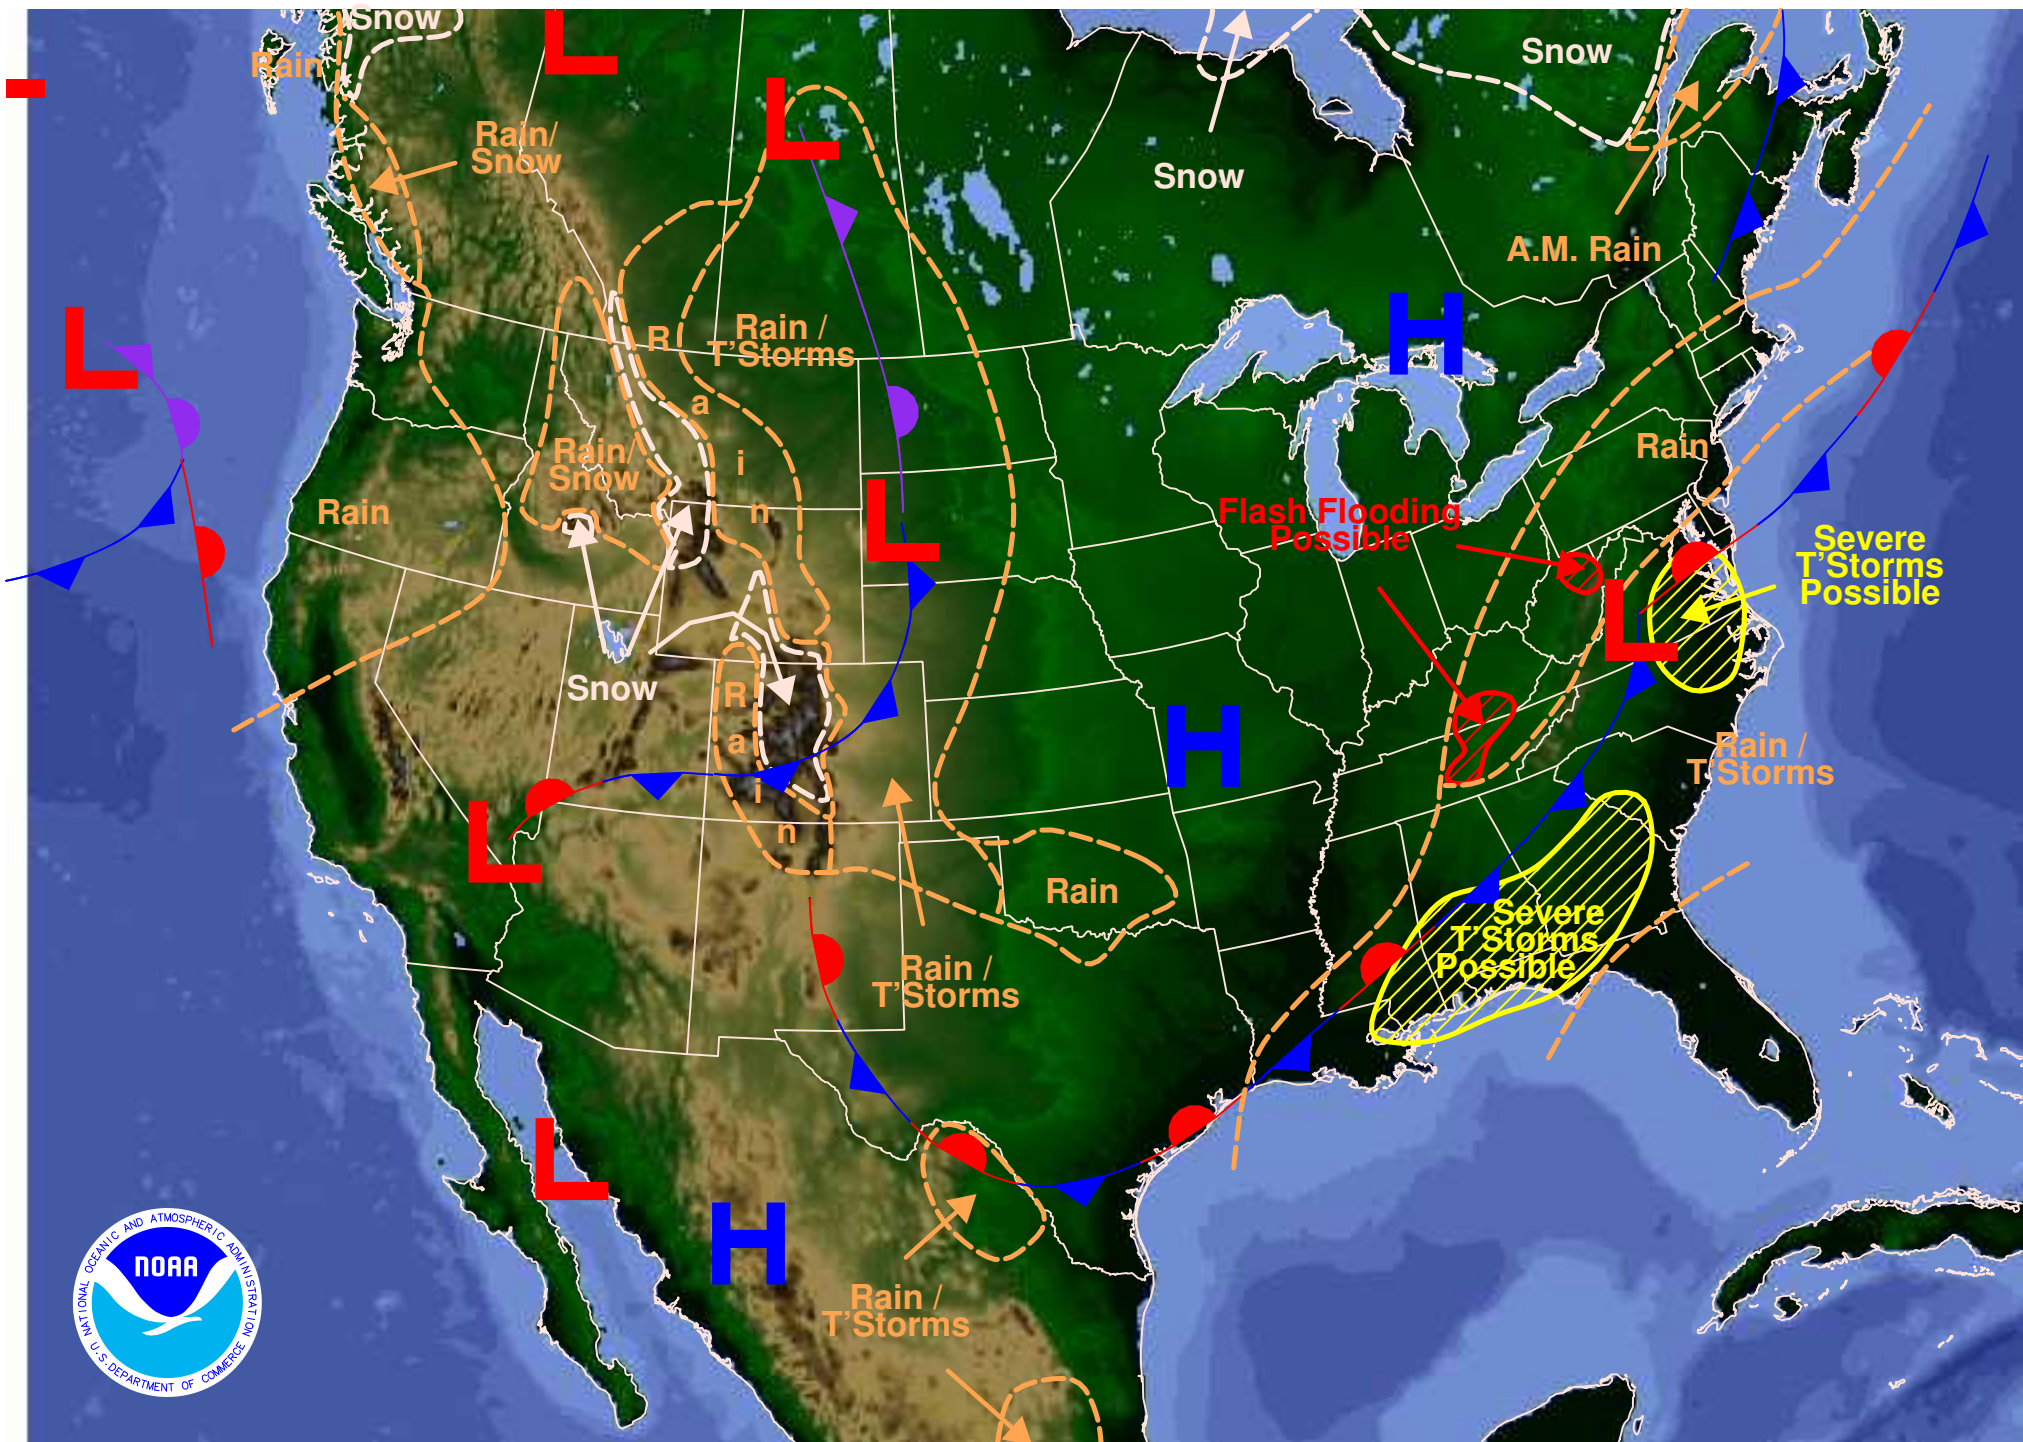 Snow
Rain
L
Snow
Rain/
Snow
L
Snow
A.M. Rain
L
H
R
Rain /
T'Storms
a
Rain/
Snow
i
Rain
Rain
n
L
Flash Flooding
Possible
Severe
T'Storms
Possible
L
Snow
R
a
i
n
H
Rain /
T'Storms
L
Rain
Severe
T'Storms
Possible
Rain /
T'Storms
L
H
Rain /
T'Storms
NATIONAL OCEANIC AND ATMOSPHERIC ADMINISTRATION
NOAA
U.S. DEPARTMENT OF COMMERCE